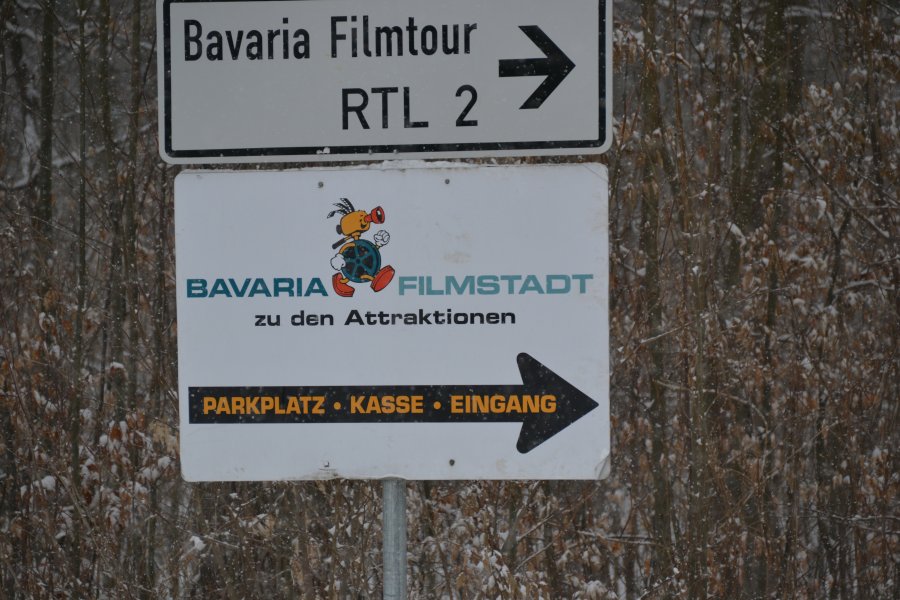 Bavaria Filmtour
RTL 2
BAVARIA FILMSTADT
zu den Attraktionen
PARKPLATZ · KASSE · EINGANG